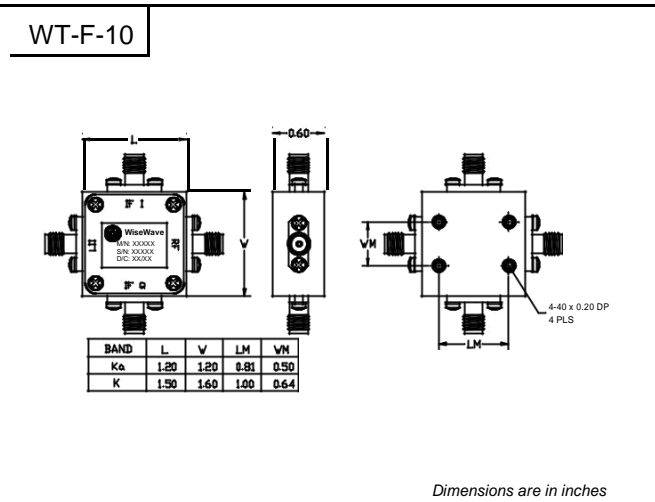 WT-F-10
L
0.60
IF I
WiseWave
M/N: XXXXX
S/N: XXXXX
D/C: XX/XX
RF
W
WM
IF Q
4-40 x 0.20 DP
4 PLS
LM
BAND L W LM WM
Ka 1.20 1.20 0.81 0.50
K 1.50 1.60 1.00 0.64
Dimensions are in inches